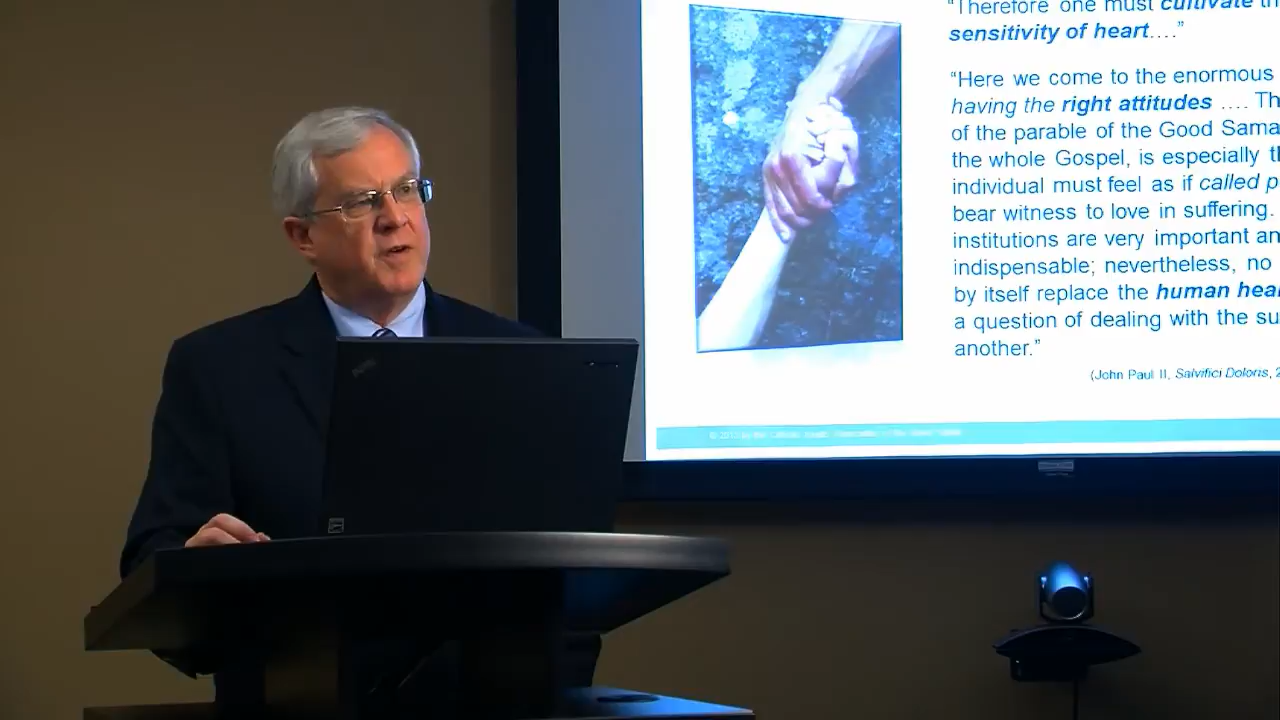 “Therefore one must cultivate th
sensitivity of heart….”
“Here we come to the enormous
having the right attitudes …. Th
of the parable of the Good Sama
the whole Gospel, is especially th
individual must feel as if called p
bear witness to love in suffering.
institutions are very important an
indispensable; nevertheless, no
by itself replace the human hear
a question of dealing with the su
another.”
(John Paul II, Salvifici Doloris, 2